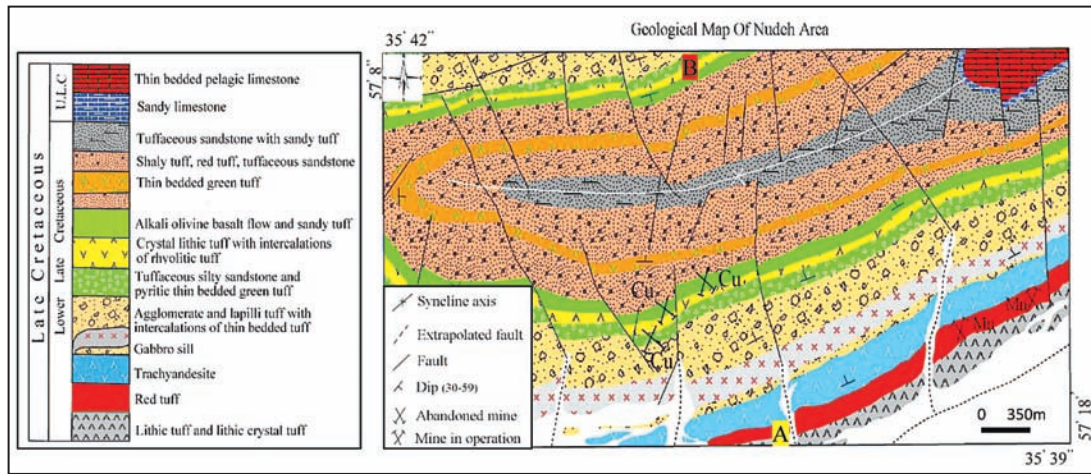 Geological Map Of Nudeh Area
35° 42"
57° 8"
B
Thin bedded pelagic limestone
Sandy limestone
Tuffaceous sandstone with sandy tuff
Shaly tuff, red tuff, tuffaceous sandstone
Thin bedded green tuff
Alkali olivine basalt flow and sandy tuff
Crystal lithic tuff with intercalations
of rhyolitic tuff
Tuffaceous silty sandstone and
pyritic thin bedded green tuff
Agglomerate and lapilli tuff with
intercalations of thin bedded tuff
Gabbro sill
Trachyandesite
Red tuff
Lithic tuff and lithic crystal tuff
U.L.C
Late Cretaceous
Lower Late Cretaceous
Syneline axis
Extrapolated fault
Fault
Dip (30-59)
Abandoned mine
Mine in operation
Cu
Cu
Cu
Mn
Mn
A
0 350m
57° 18"
35° 39"